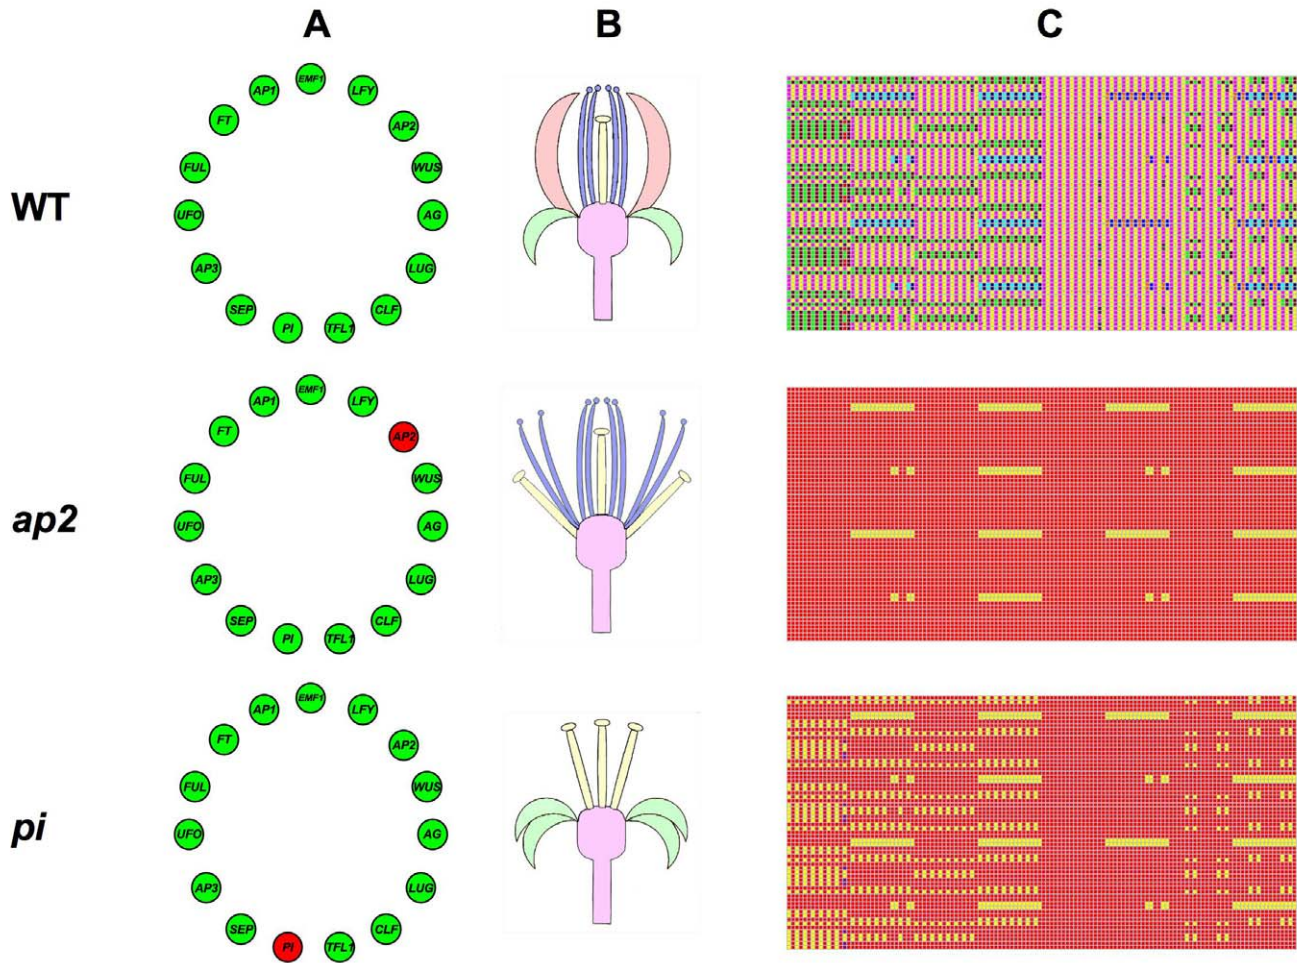 A B C
WT
EMF1
LFY
AP2
WUS
AG
LUG
CLF
TFL1
PI
SEP
AP3
UFO
FUL
FT
AP1
ap2
EMF1
LFY
AP2
WUS
AG
LUG
CLF
TFL1
PI
SEP
AP3
UFO
FUL
FT
AP1
pi
EMF1
LFY
AP2
WUS
AG
LUG
CLF
TFL1
PI
SEP
AP3
UFO
FUL
FT
AP1